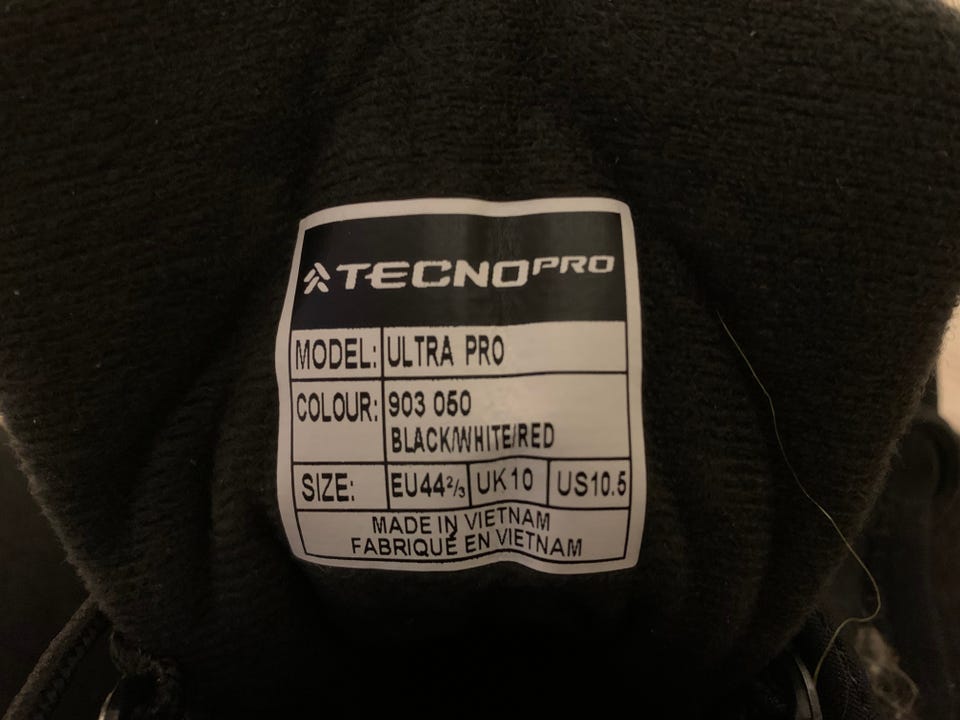 TECNOPRO
MODEL: ULTRA PRO
COLOUR: 903 050
BLACK/WHITE/RED
SIZE: EU44⅔ UK10 US10.5
MADE IN VIETNAM
FABRIQUÉ EN VIETNAM